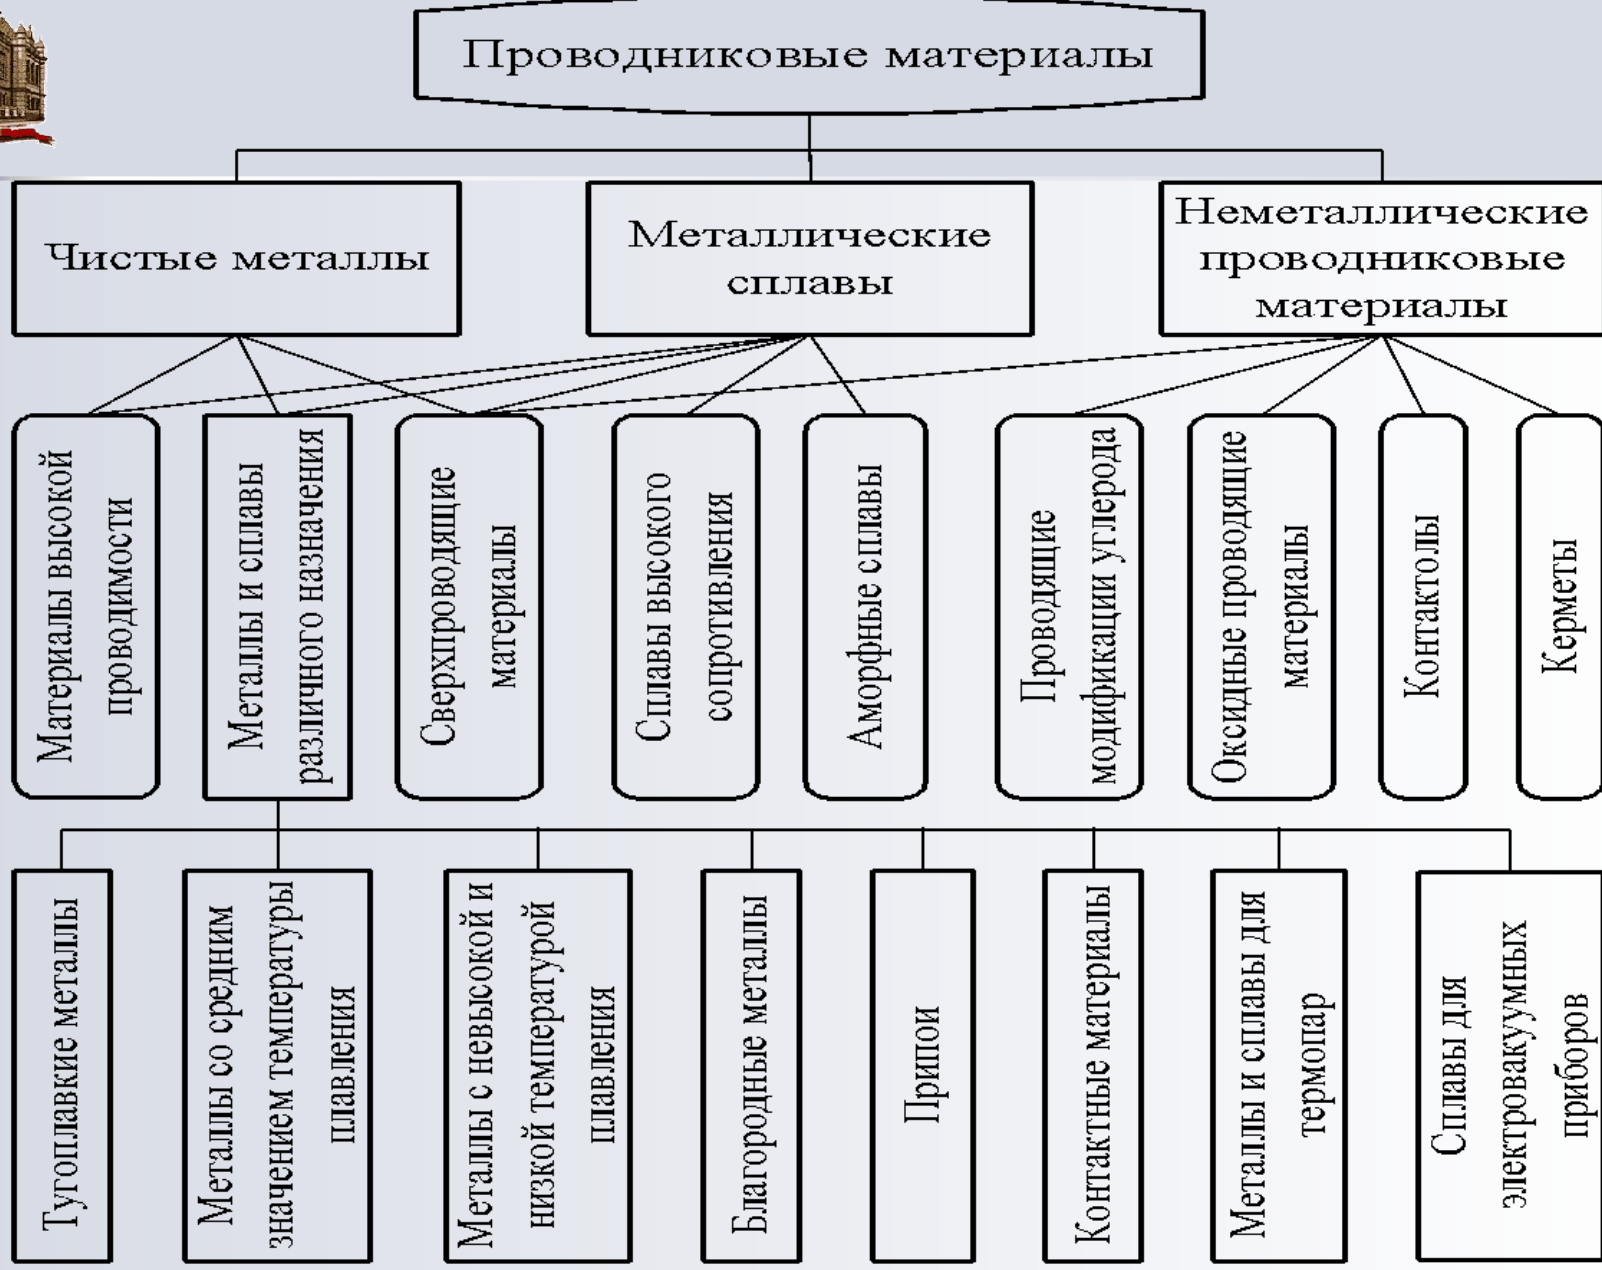 Проводниковые материалы
Чистые металлы
Металлические
сплавы
Неметаллические
проводниковые
материалы
Материалы высокой
проводимости
Металлы и сплавы
различного назначения
Сверхпроводящие
материалы
Сплавы высокого
сопротивления
Аморфные сплавы
Проводящие
модификации углерода
Оксидные проводящие
материалы
Контактолы
Керметы
Тугоплавкие металлы
Металлы со средним
значением температуры
плавления
Металлы с невысокой и
низкой температурой
плавления
Благородные металлы
Припои
Контактные материалы
Металлы и сплавы для
термопар
Сплавы для
электровакуумных
приборов